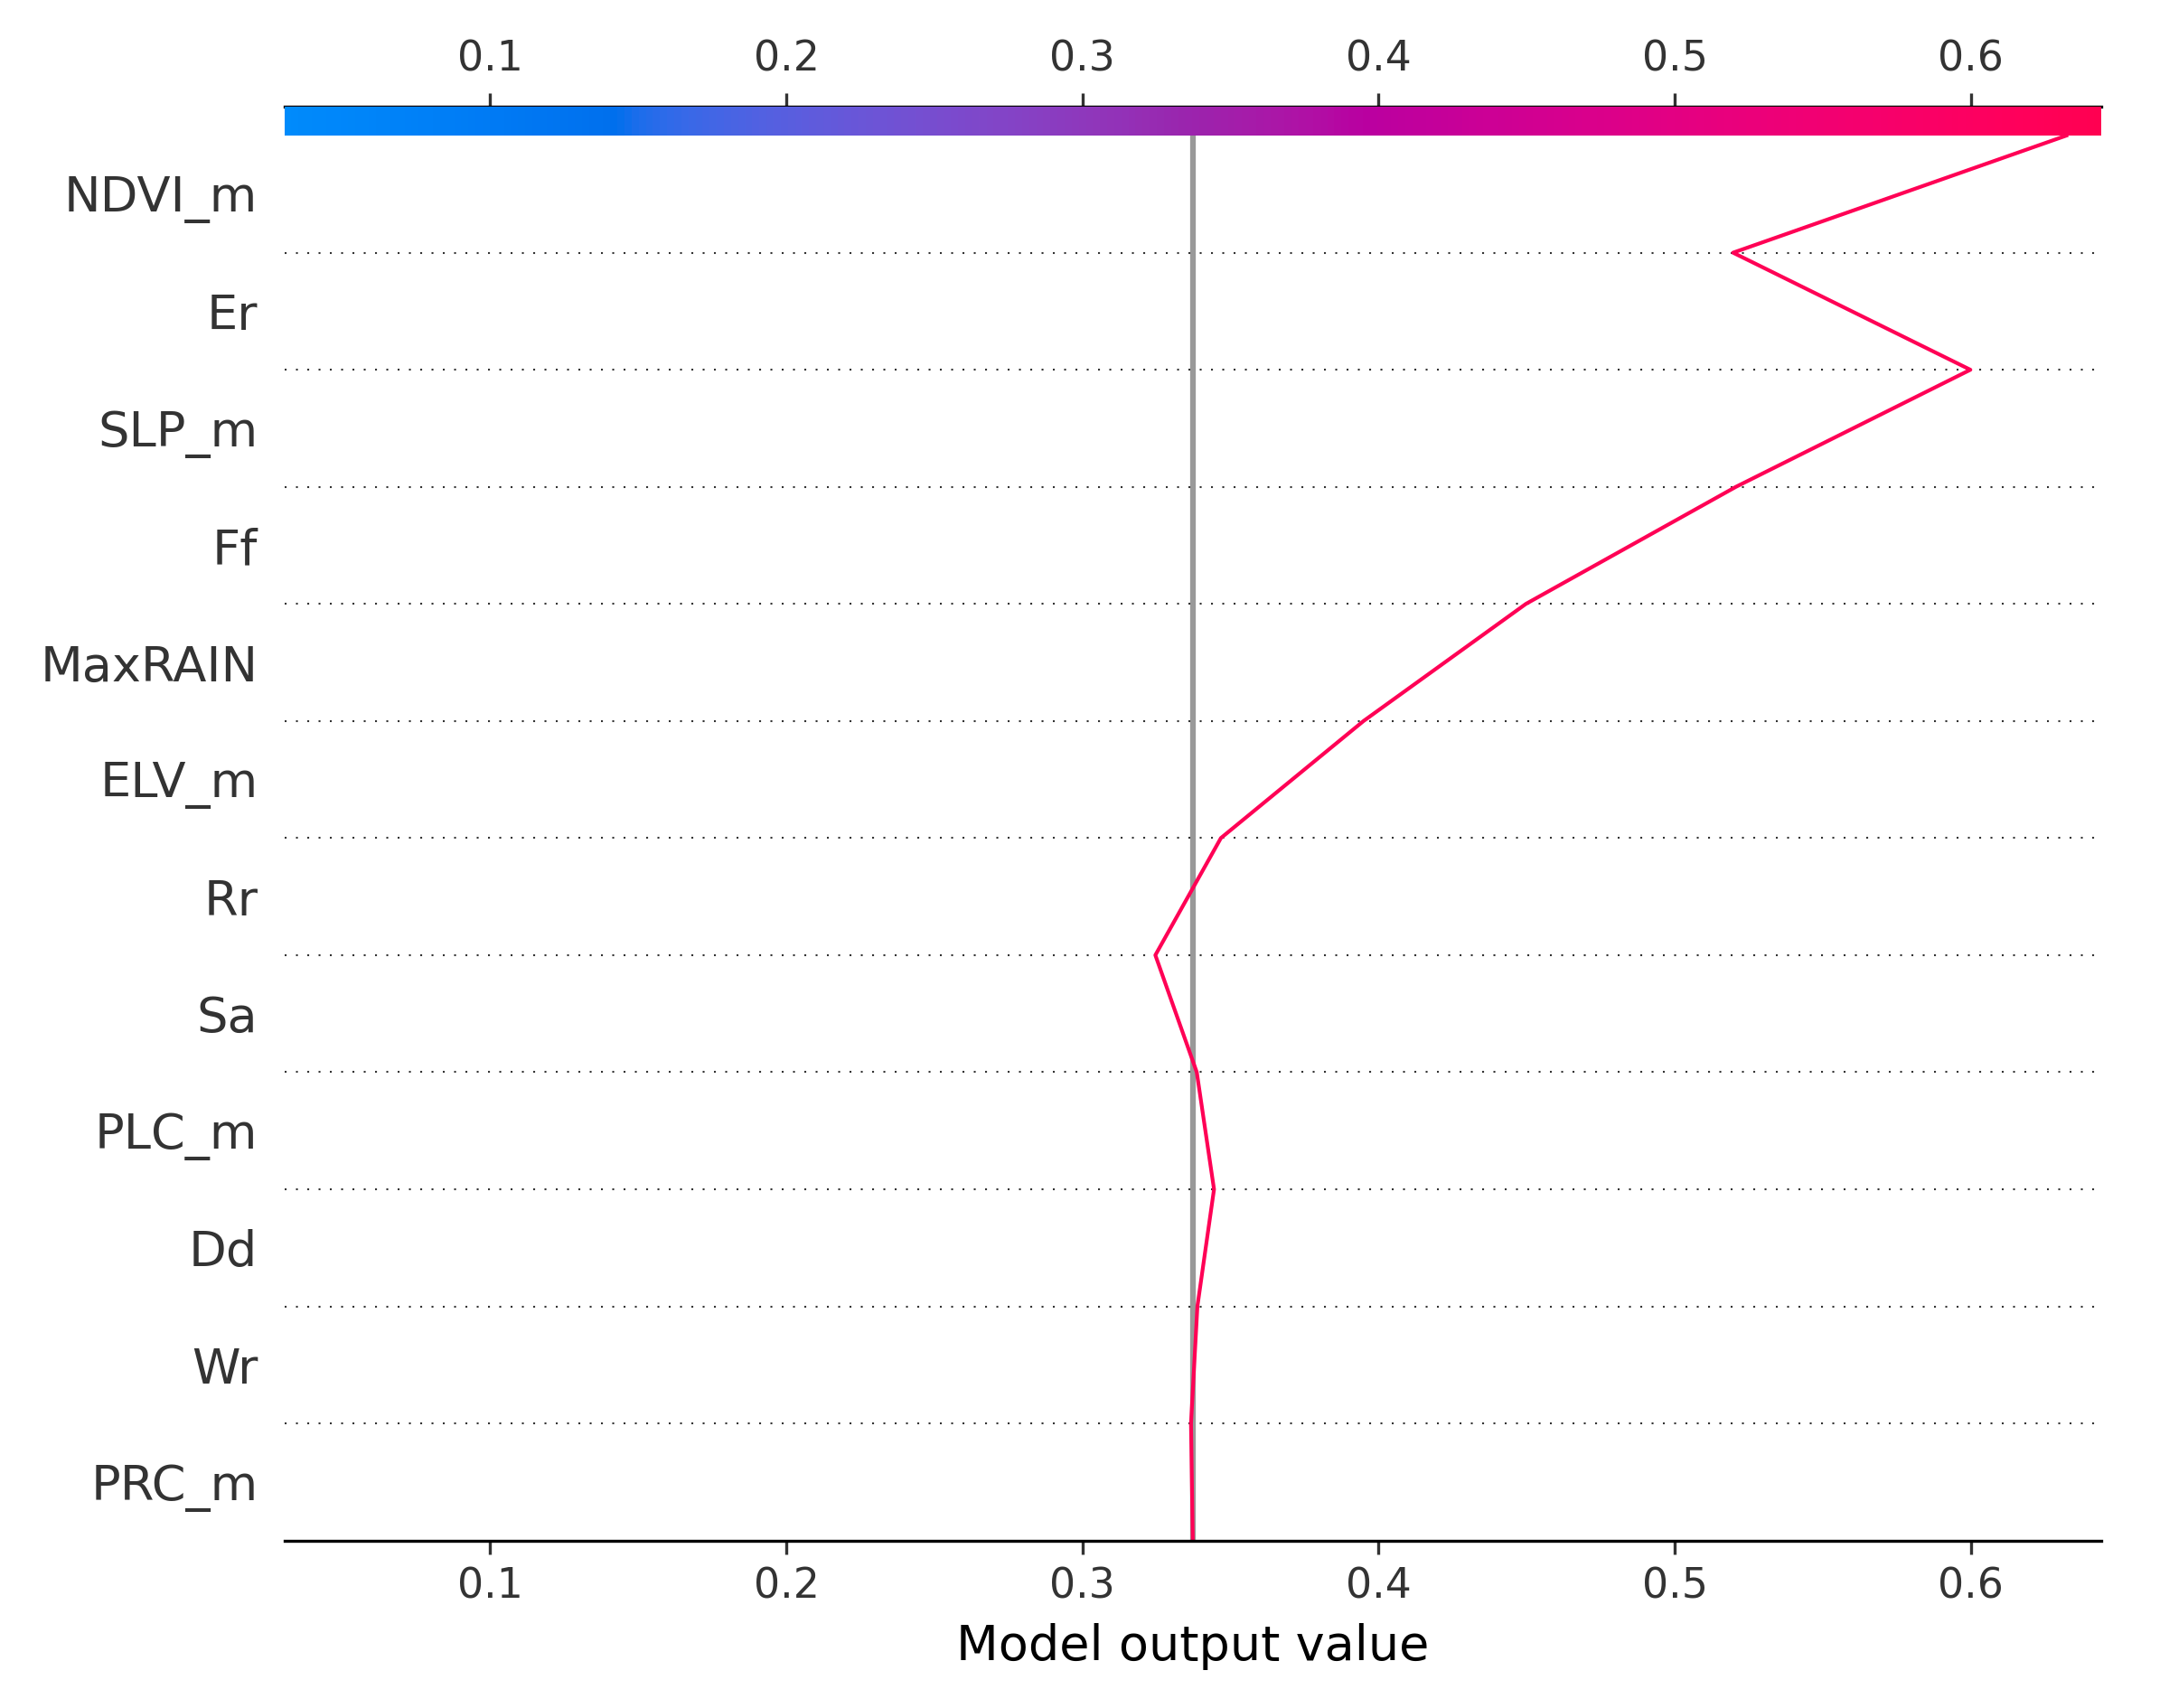 0.1 0.2 0.3 0.4 0.5 0.6
NDVI_m
Er
SLP_m
Ff
MaxRAIN
ELV_m
Rr
Sa
PLC_m
Dd
Wr
PRC_m
0.1 0.2 0.3 0.4 0.5 0.6
Model output value